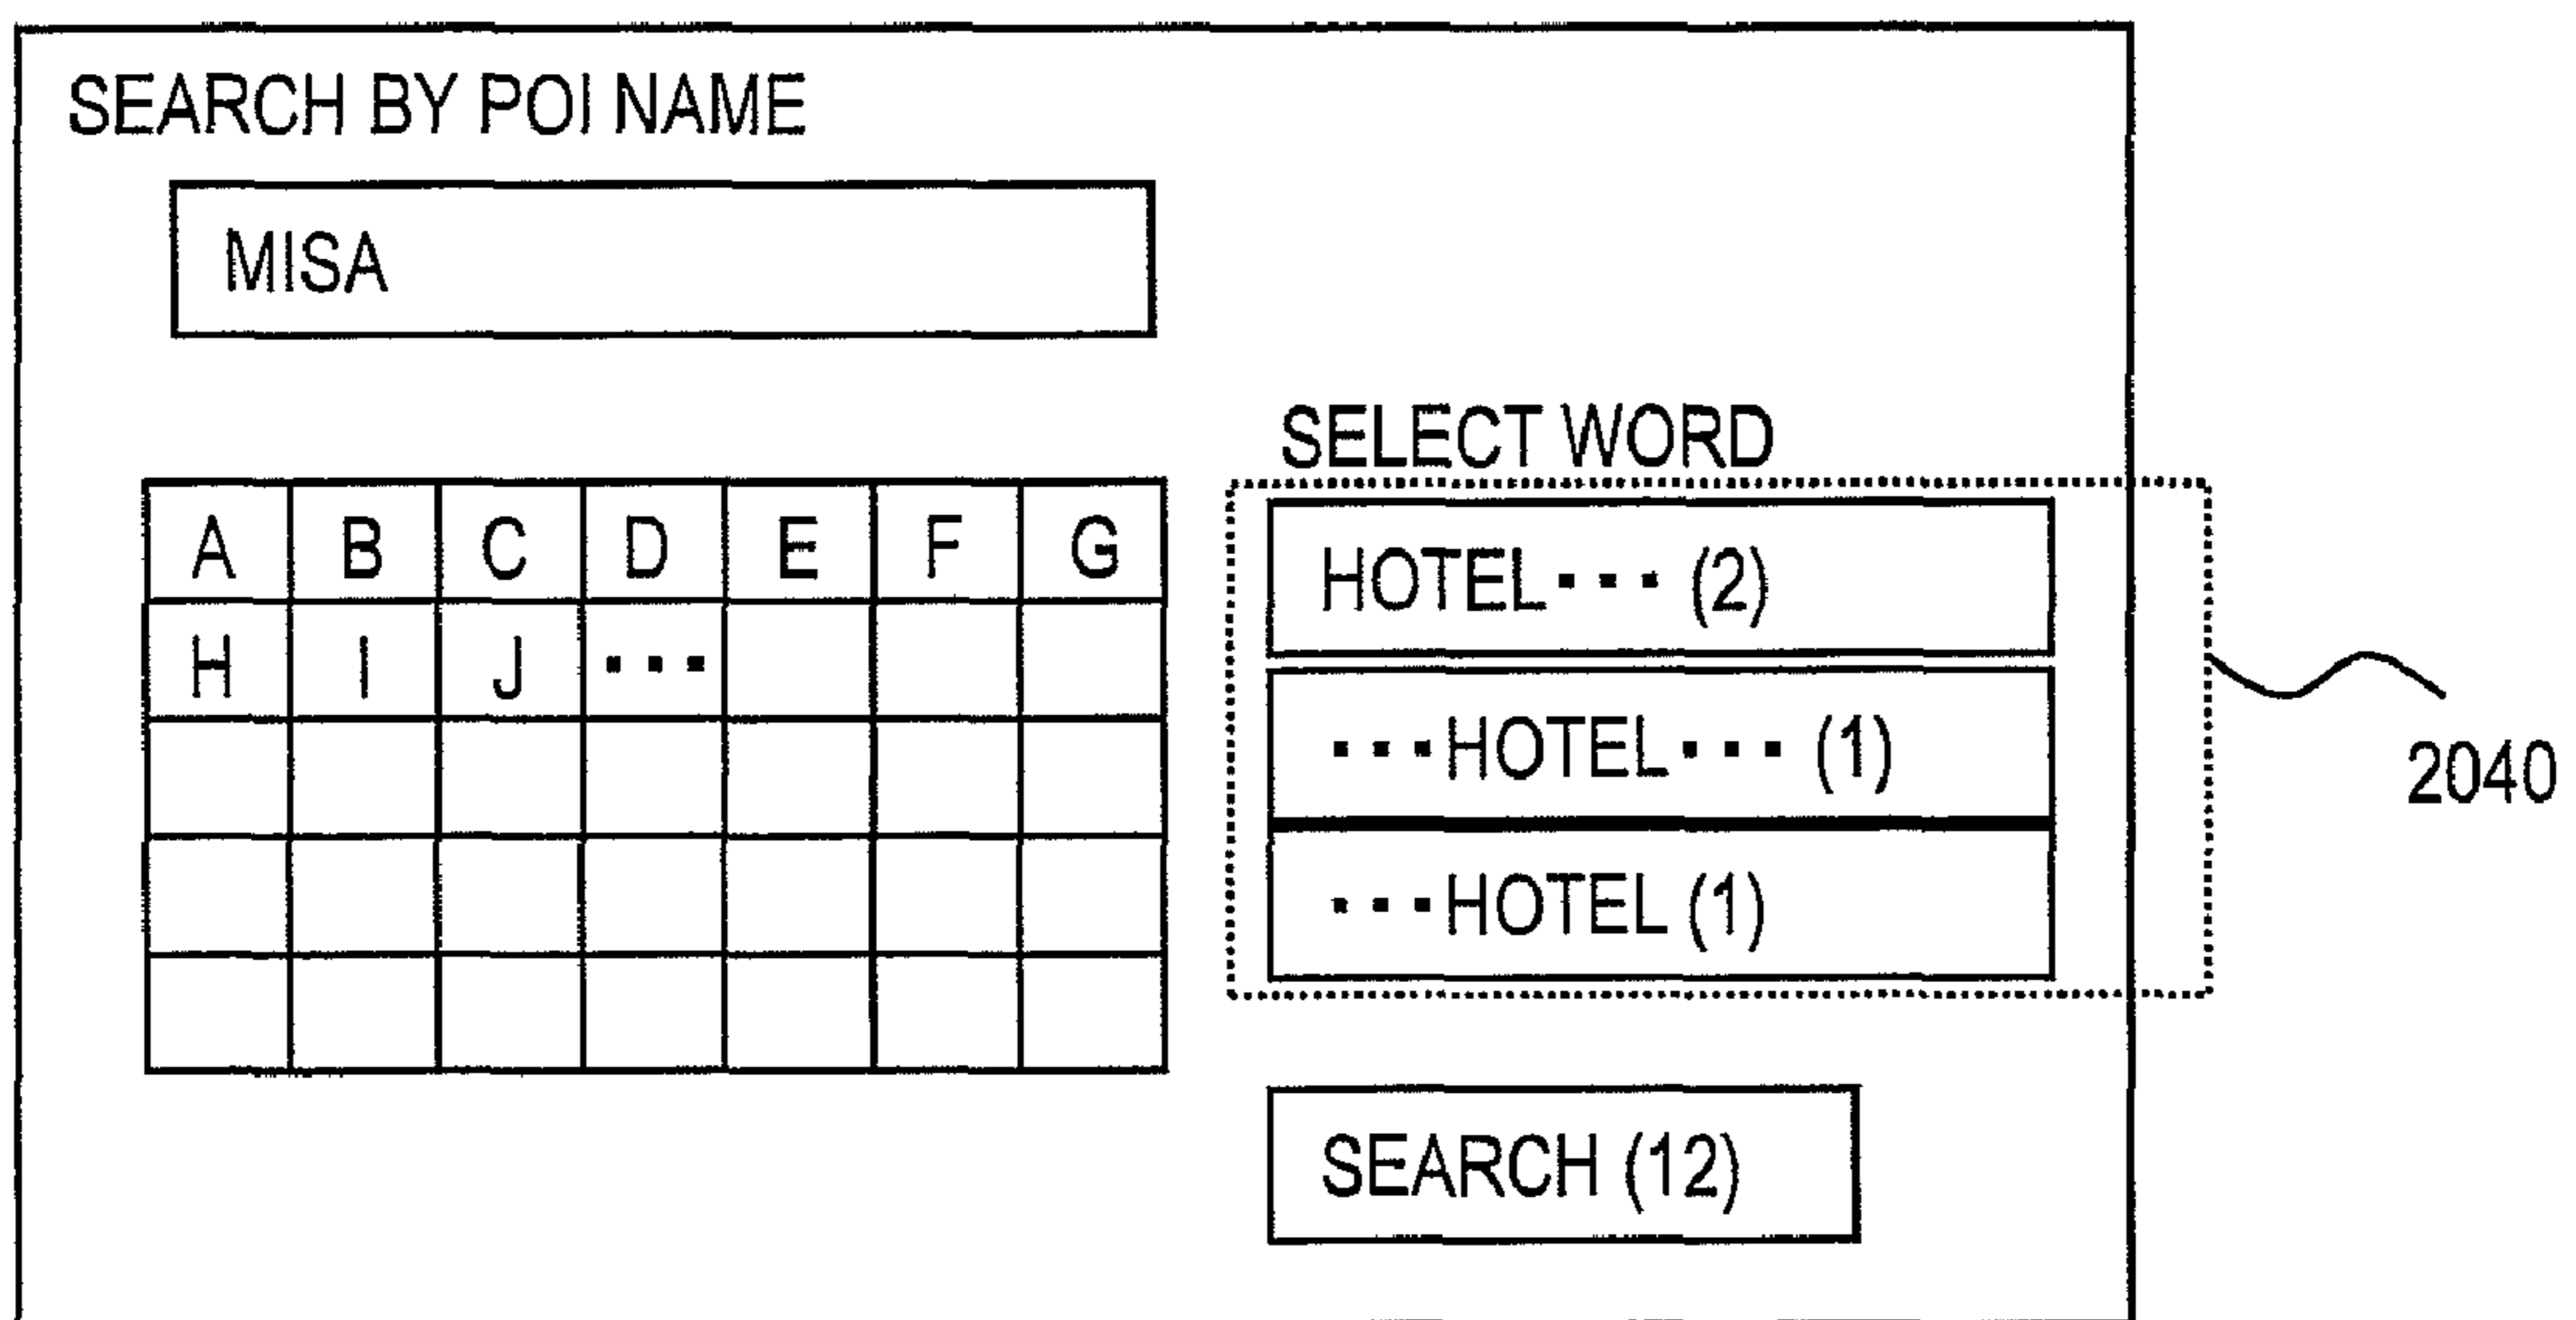 SEARCH BY POI NAME
MISA
SELECT WORD
A B C D E F G
H I J ···
HOTEL··· (2)
···HOTEL··· (1)
···HOTEL (1)
2040
SEARCH (12)